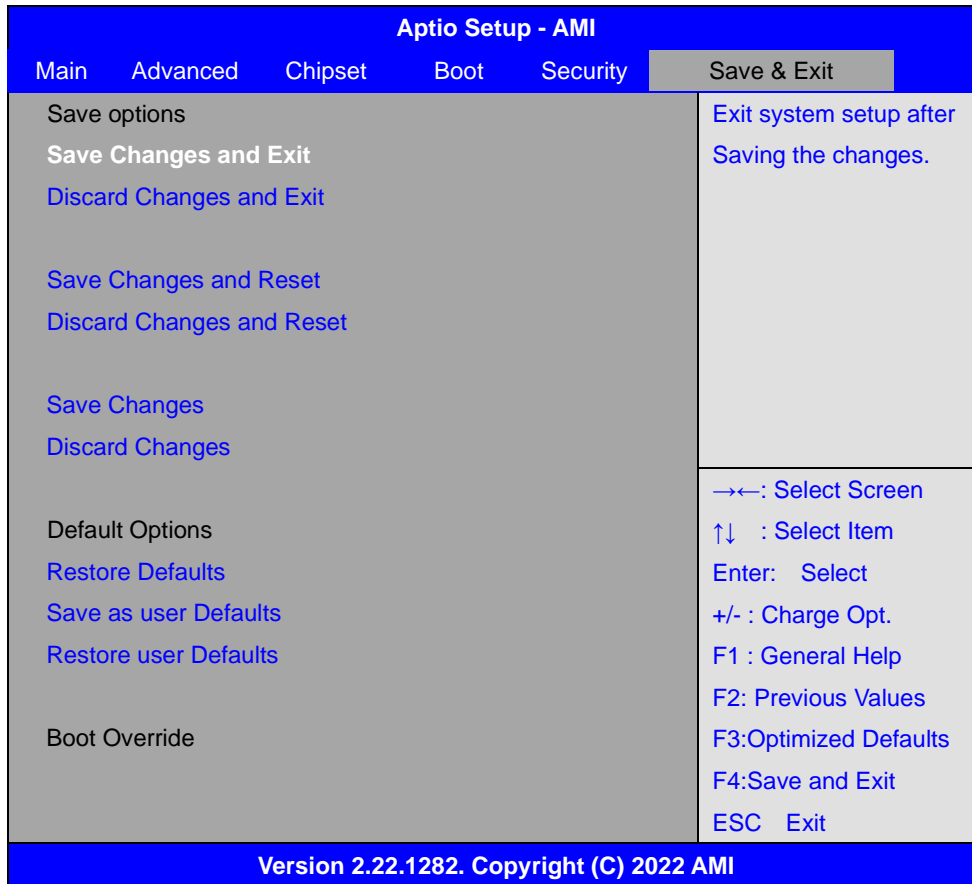 Aptio Setup - AMI
Main Advanced Chipset Boot Security Save & Exit
Save options
Save Changes and Exit
Discard Changes and Exit
Save Changes and Reset
Discard Changes and Reset
Save Changes
Discard Changes
Default Options
Restore Defaults
Save as user Defaults
Restore user Defaults
Boot Override
Exit system setup after
Saving the changes.
→←: Select Screen
↑↓ : Select Item
Enter: Select
+/- : Charge Opt.
F1 : General Help
F2: Previous Values
F3:Optimized Defaults
F4:Save and Exit
ESC Exit
Version 2.22.1282. Copyright (C) 2022 AMI